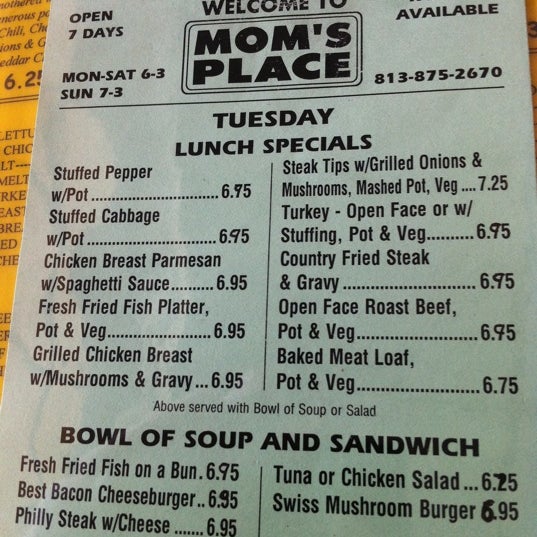 WELCOME TO
OPEN
7 DAYS
MOM'S
PLACE
AVAILABLE
MON-SAT 6-3
SUN 7-3
813-875-2670
TUESDAY
LUNCH SPECIALS
Stuffed Pepper
w/Pot ........................ 6.95
Stuffed Cabbage
w/Pot ........................ 6.95
Chicken Breast Parmesan
w/Spaghetti Sauce......... 6.95
Fresh Fried Fish Platter,
Pot & Veg..................... 6.95
Grilled Chicken Breast
w/Mushrooms & Gravy ... 6.95
Steak Tips w/Grilled Onions &
Mushrooms, Mashed Pot, Veg .... 7.25
Turkey - Open Face or w/
Stuffing, Pot & Veg......... 6.95
Country Fried Steak
& Gravy ........................ 6.95
Open Face Roast Beef,
Pot & Veg..................... 6.95
Baked Meat Loaf,
Pot & Veg..................... 6.75
Above served with Bowl of Soup or Salad
BOWL OF SOUP AND SANDWICH
Fresh Fried Fish on a Bun. 6.95
Best Bacon Cheeseburger.. 6.95
Philly Steak w/Cheese ....... 6.95
Tuna or Chicken Salad ... 6.25
Swiss Mushroom Burger 6.95
6.25